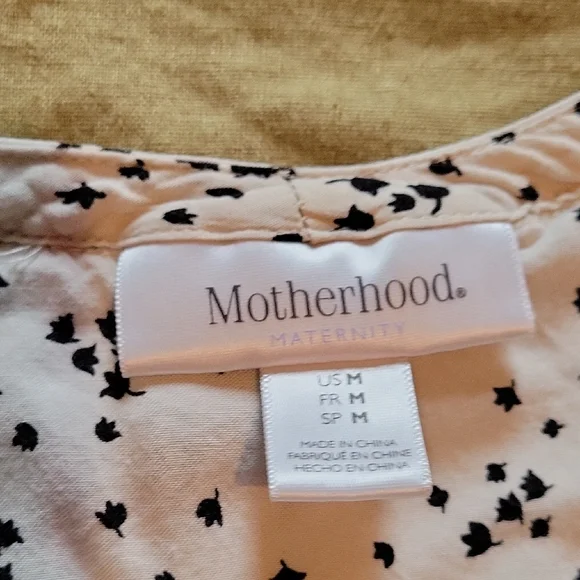 Motherhood®
MATERNITY
US M
FR M
SP M
MADE IN CHINA
FABRIQUÉ EN CHINE
HECHO EN CHINA